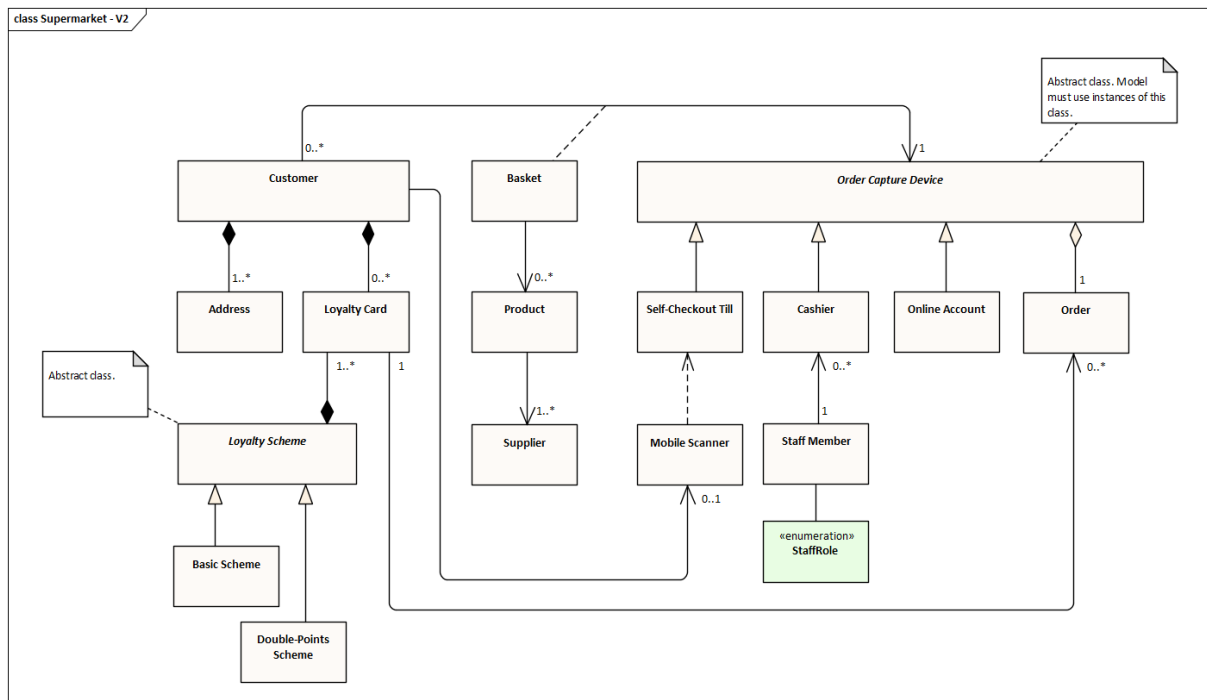 class Supermarket - V2
Abstract class. Model
must use instances of this
class.
0..*
1
Customer
Basket
Order Capture Device
1..*
0..*
0..*
1
Address
Loyalty Card
Product
Self-Checkout Till
Cashier
Online Account
Order
Abstract class.
1..*
1
0..*
0..*
1..*
1
Loyalty Scheme
Supplier
Mobile Scanner
Staff Member
0..1
«enumeration»
StaffRole
Basic Scheme
Double-Points
Scheme